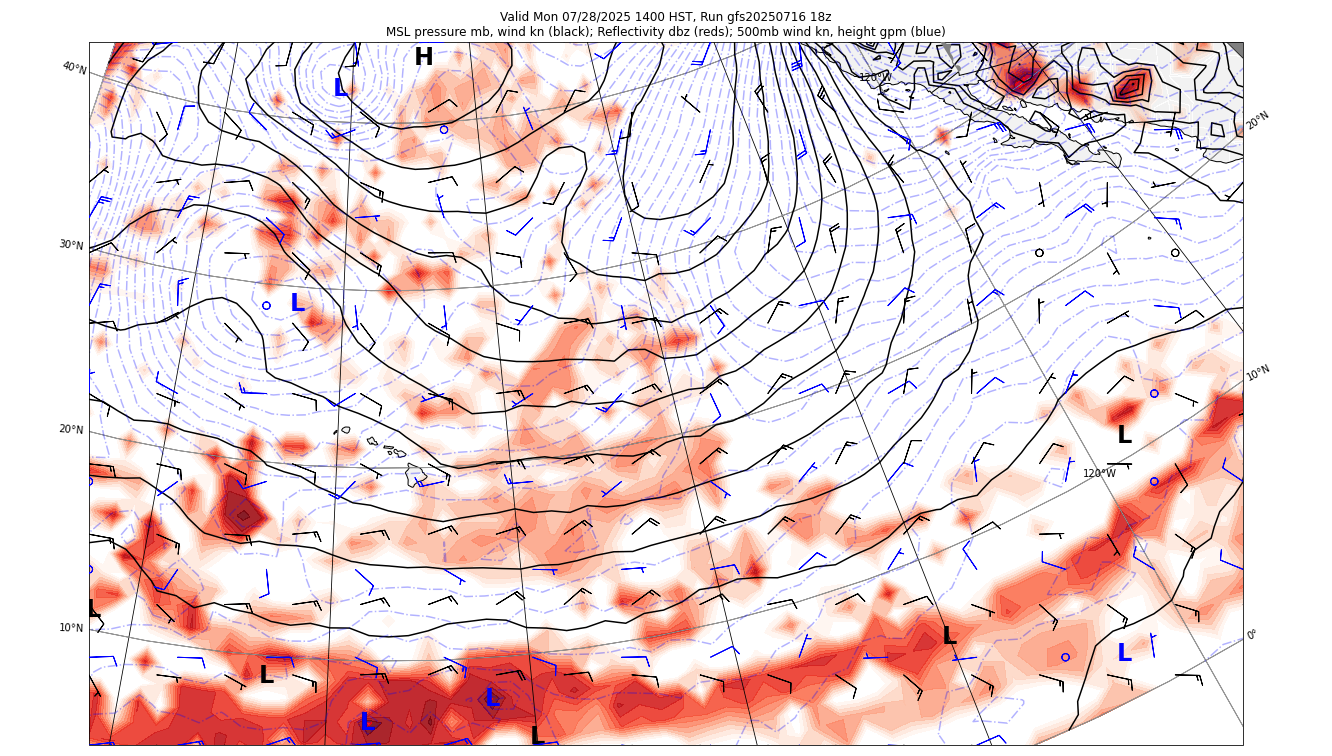 Valid Mon 07/28/2025 1400 HST, Run gfs20250716 18z
MSL pressure mb, wind kn (black); Reflectivity dbz (reds); 500mb wind kn, height gpm (blue)
H
120°W
40°N
L
20°N
30°N
L
10°N
20°N
L
120°W
L
10°N
L
0°
L
L
L
L
L